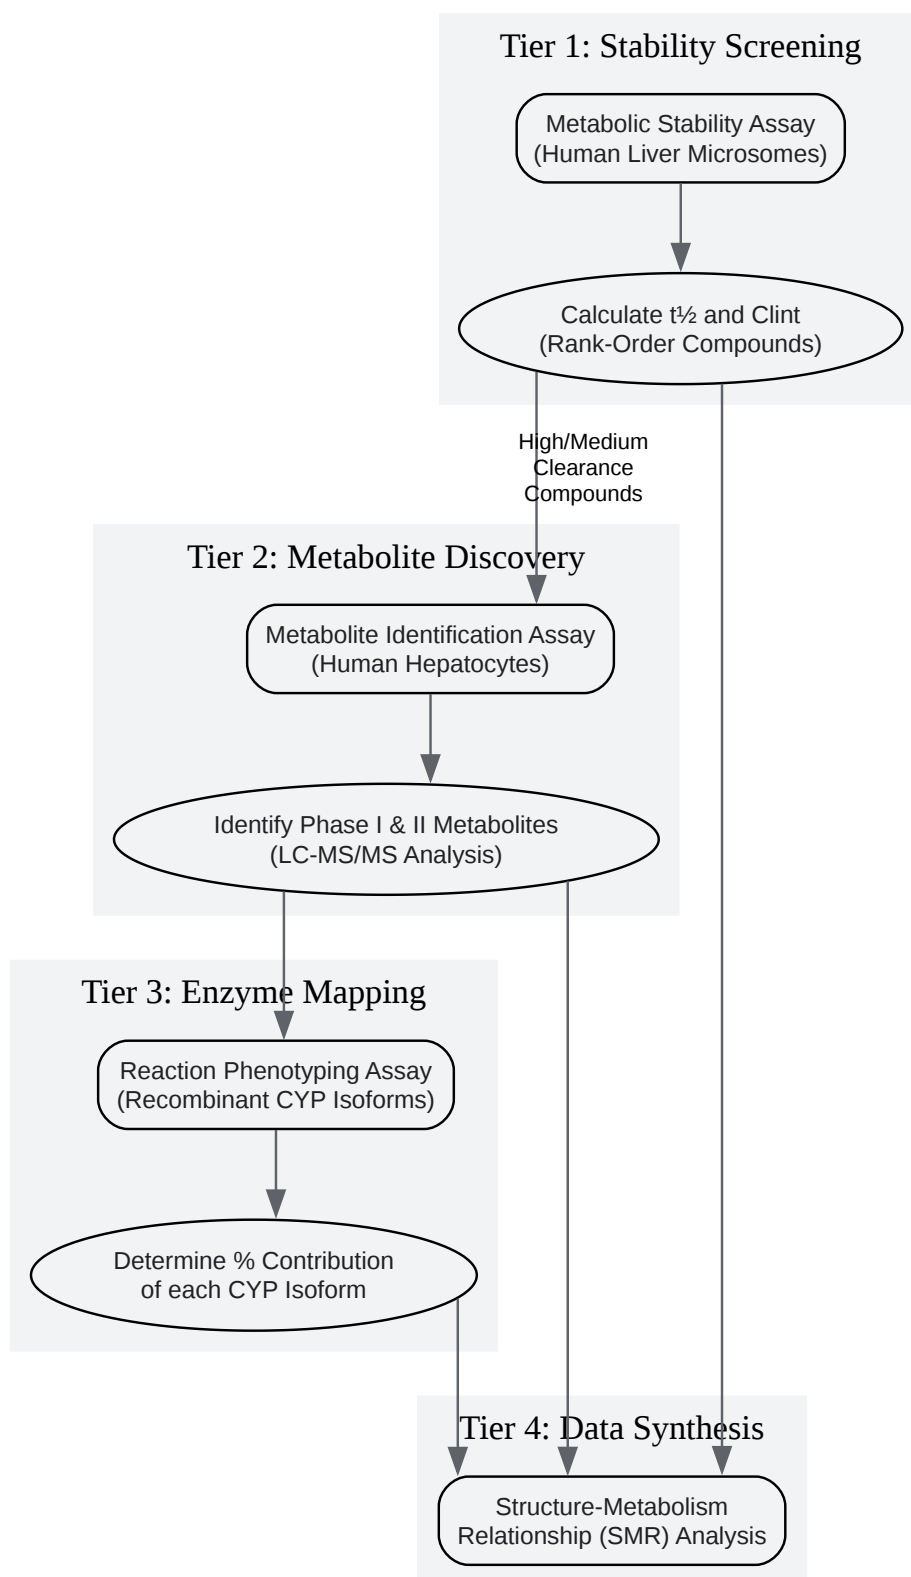 Tier 1: Stability Screening
Metabolic Stability Assay
(Human Liver Microsomes)
Calculate t½ and Clint
(Rank-Order Compounds)
High/Medium
Clearance
Compounds
Tier 2: Metabolite Discovery
Metabolite Identification Assay
(Human Hepatocytes)
Identify Phase I & II Metabolites
(LC-MS/MS Analysis)
Tier 3: Enzyme Mapping
Reaction Phenotyping Assay
(Recombinant CYP Isoforms)
Determine % Contribution
of each CYP Isoform
Tier 4: Data Synthesis
Structure-Metabolism
Relationship (SMR) Analysis